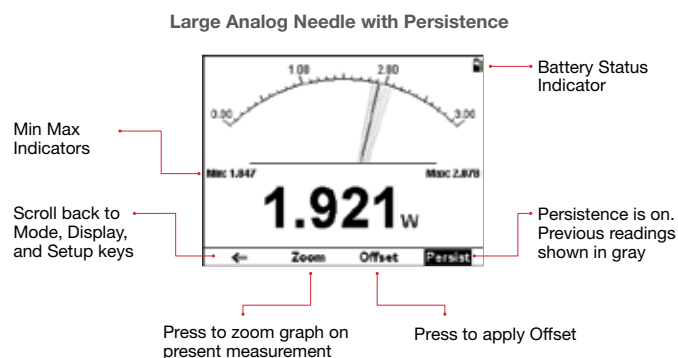 Large Analog Needle with Persistence
1.00
2.00
0.00
3.00
Battery Status
Indicator
Min Max
Indicators
Min: 1.847
Max: 2.078
1.921 W
Scroll back to
Mode, Display,
and Setup keys
Persistence is on.
Previous readings
shown in gray
Zoom Offset Persist
Press to zoom graph on
present measurement
Press to apply Offset